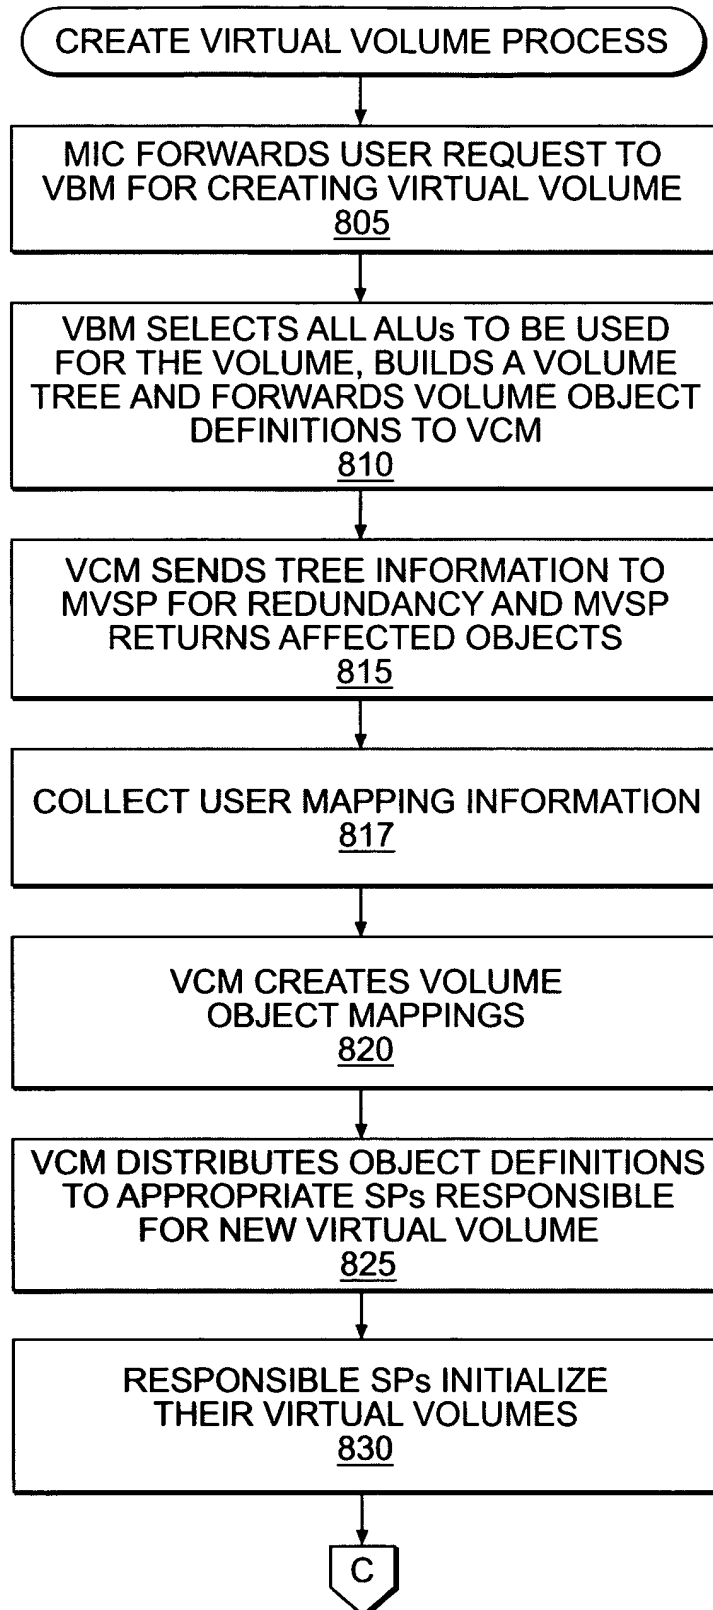 CREATE VIRTUAL VOLUME PROCESS
MIC FORWARDS USER REQUEST TO
VBM FOR CREATING VIRTUAL VOLUME
805
VBM SELECTS ALL ALUs TO BE USED
FOR THE VOLUME, BUILDS A VOLUME
TREE AND FORWARDS VOLUME OBJECT
DEFINITIONS TO VCM
810
VCM SENDS TREE INFORMATION TO
MVSP FOR REDUNDANCY AND MVSP
RETURNS AFFECTED OBJECTS
815
COLLECT USER MAPPING INFORMATION
817
VCM CREATES VOLUME
OBJECT MAPPINGS
820
VCM DISTRIBUTES OBJECT DEFINITIONS
TO APPROPRIATE SPs RESPONSIBLE
FOR NEW VIRTUAL VOLUME
825
RESPONSIBLE SPs INITIALIZE
THEIR VIRTUAL VOLUMES
830
C